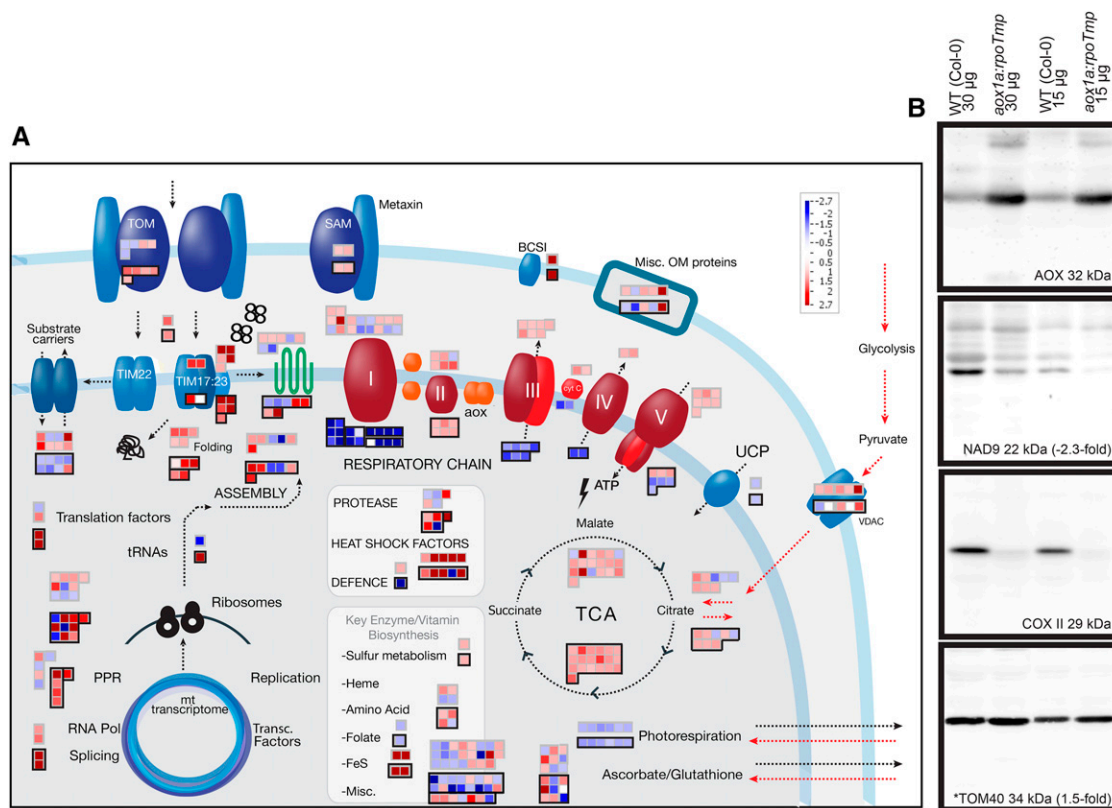 A
TOM
SAM
Metaxin
BCSI
Misc. OM proteins
--2.7
--2
--1.5
--1
--0.5
-0
-0.5
-1
-1.5
-2
2.7
Substrate
carriers
TIM22
TIM17:23
I
II
aox
III
cyt C
IV
V
Glycolysis
Pyruvate
VDAC
Folding
ASSEMBLY
RESPIRATORY CHAIN
ATP
UCP
Translation factors
tRNAs
PROTEASE
HEAT SHOCK FACTORS
DEFENCE
Malate
Succinate
TCA
Citrate
Ribosomes
PPR
Replication
mt
transcriptome
RNA Pol
Splicing
Transc.
Factors
Key Enzyme/Vitamin
Biosynthesis
-Sulfur metabolism
-Heme
-Amino Acid
-Folate
-FeS
-Misc.
Photorespiration
Ascorbate/Glutathione
B
WT (Col-0)
30 µg
aox1a:rpoTmp
30 µg
WT (Col-0)
15 µg
aox1a:rpoTmp
15 µg
AOX 32 kDa
NAD9 22 kDa (-2.3-fold)
COX II 29 kDa
*TOM40 34 kDa (1.5-fold)